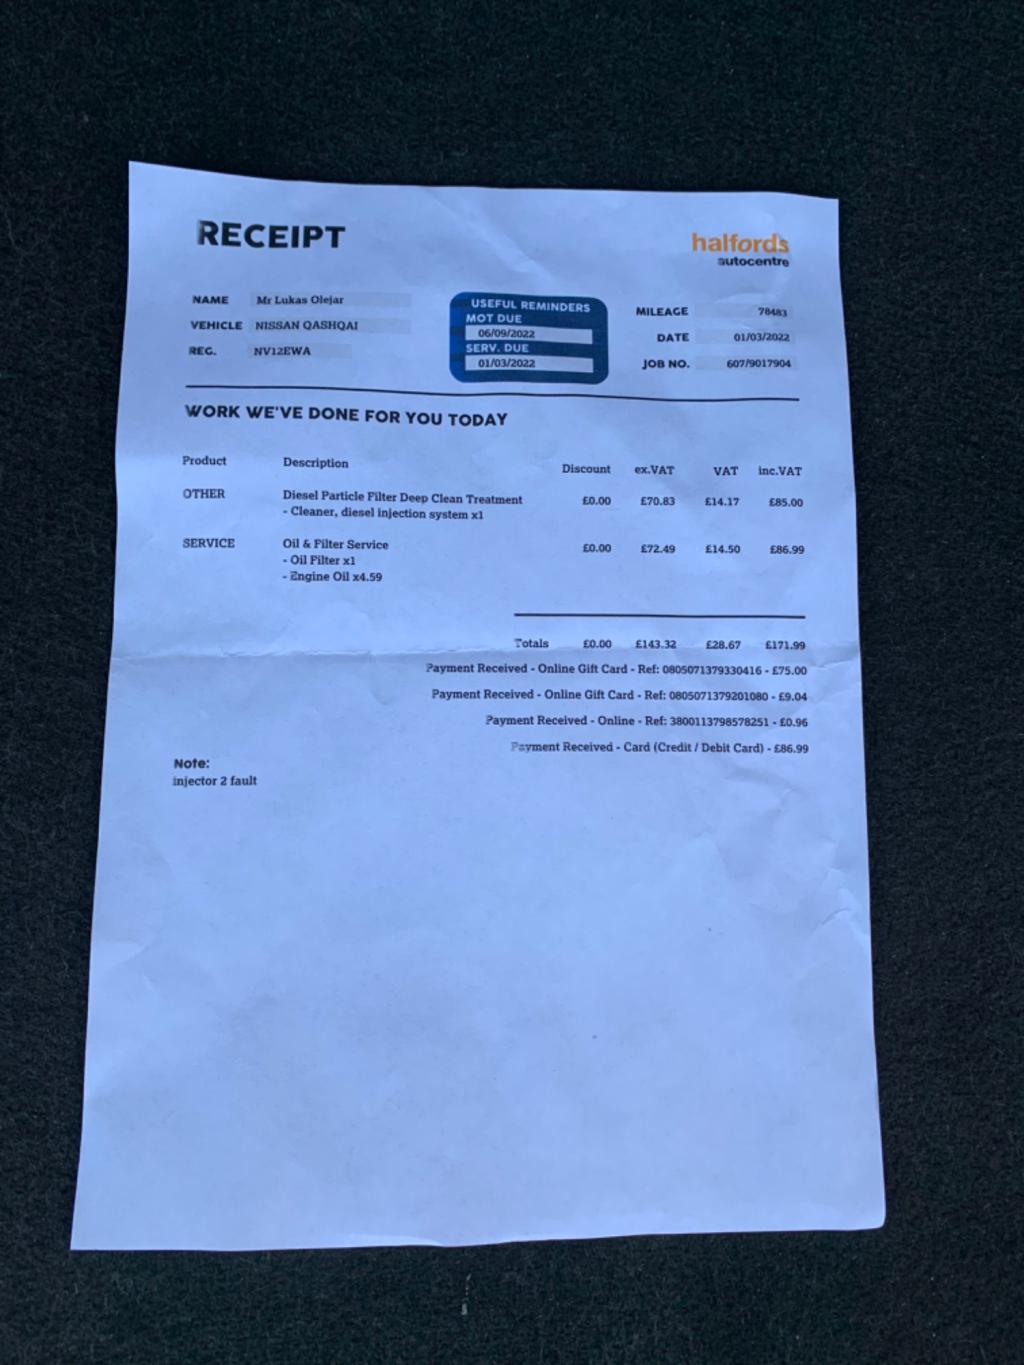 RECEIPT
halfords
autocentre
NAME Mr Lukas Olejar
VEHICLE NISSAN QASHQAI
REG. NV12EWA
USEFUL REMINDERS
MOT DUE
06/09/2022
SERV. DUE
01/03/2022
MILEAGE 78483
DATE 01/03/2022
JOB NO. 607/9017904
WORK WE'VE DONE FOR YOU TODAY
Product Description Discount ex.VAT VAT inc.VAT
OTHER Diesel Particle Filter Deep Clean Treatment £0.00 £70.83 £14.17 £85.00
- Cleaner, diesel injection system x1
SERVICE Oil & Filter Service £0.00 £72.49 £14.50 £86.99
- Oil Filter x1
- Engine Oil x4.59
Totals £0.00 £143.32 £28.67 £171.99
Payment Received - Online Gift Card - Ref: 0805071379330416 - £75.00
Payment Received - Online Gift Card - Ref: 0805071379201080 - £9.04
Payment Received - Online - Ref: 3800113798578251 - £0.96
Payment Received - Card (Credit / Debit Card) - £86.99
Note:
injector 2 fault